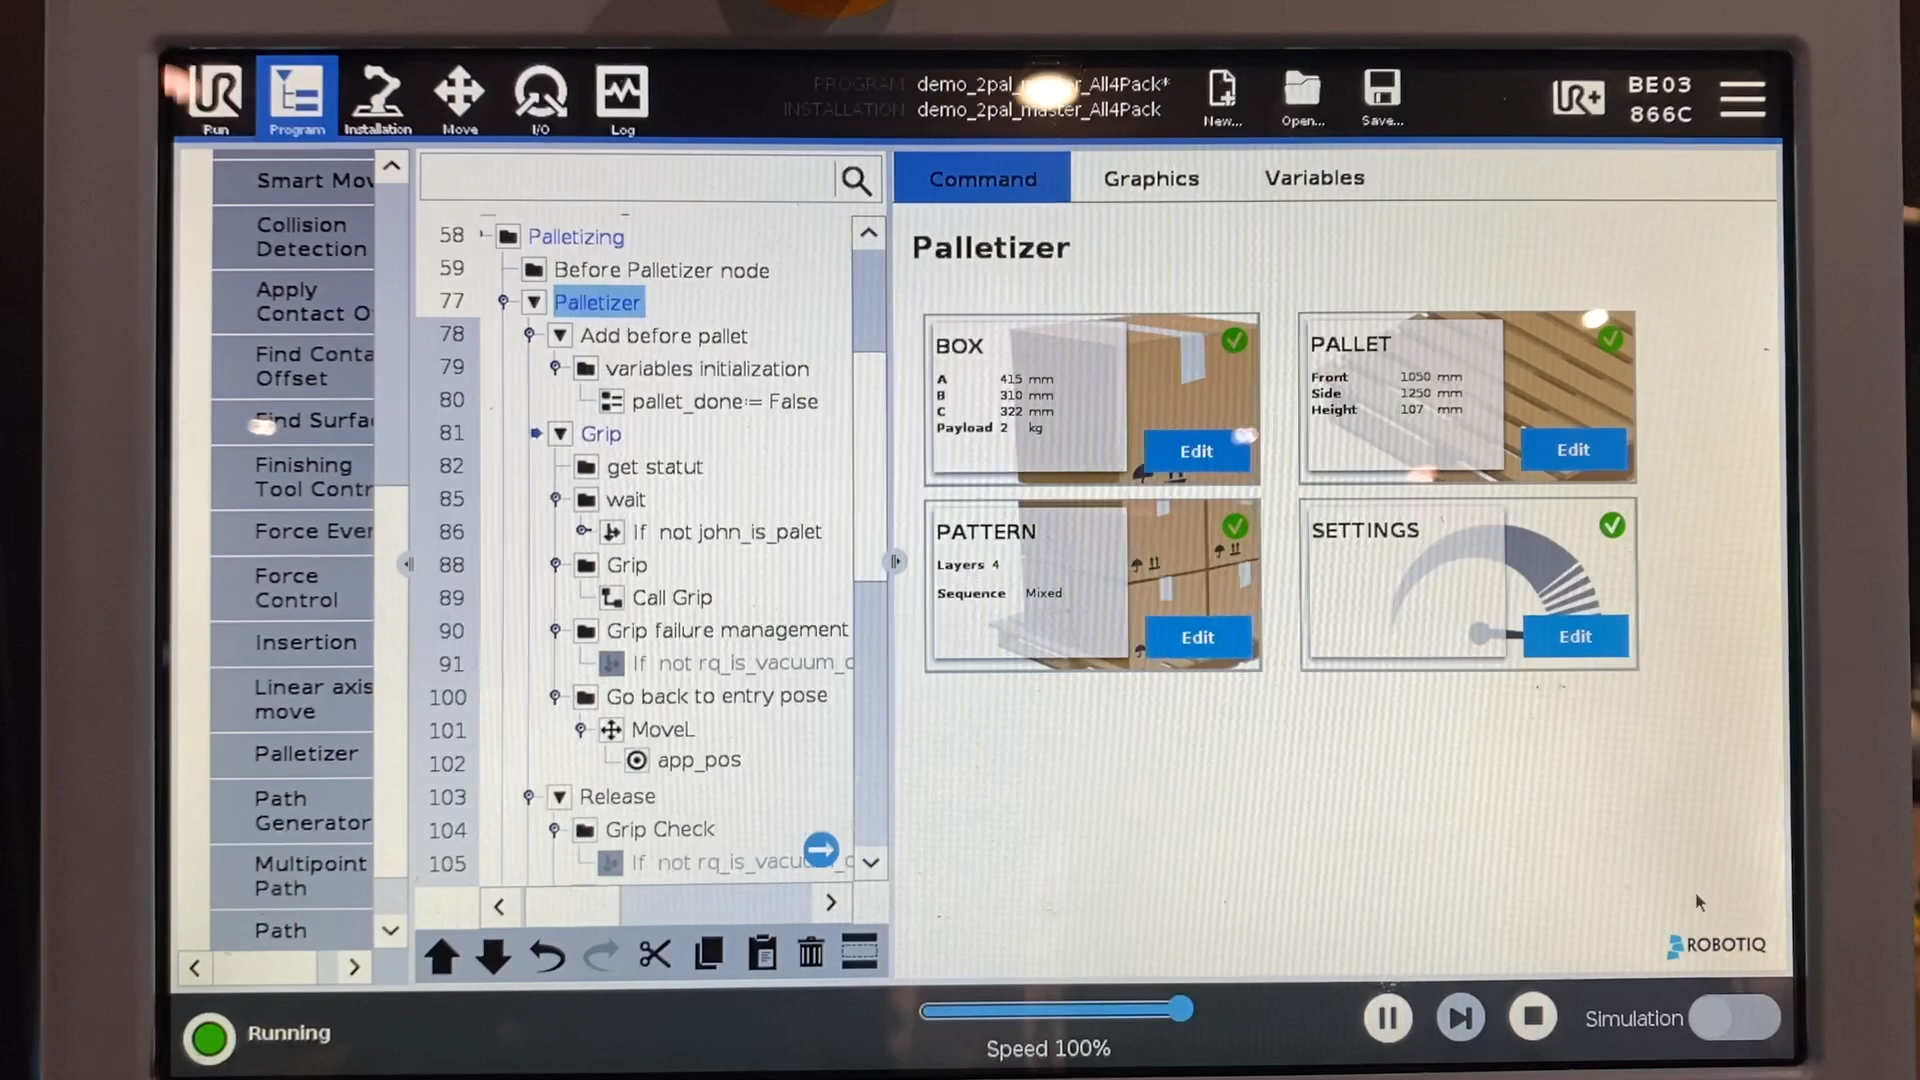 PROGRAM demo_2pal_master_All4Pack*
INSTALLATION demo_2pal_master_All4Pack
Run
Program
Installation
Move
I/O
Log
New...
Open...
Save...
UR+
BE03
866C
Smart Mov
Collision
Detection
Apply
Contact O
Find Conta
Offset
Find Surfa
Finishing
Tool Contr
Force Ever
Force
Control
Insertion
Linear axis
move
Palletizer
Path
Generator
Multipoint
Path
Path
58 Palletizing
59 Before Palletizer node
77 Palletizer
78 Add before pallet
79 variables initialization
80 pallet_done:= False
81 Grip
82 get statut
85 wait
86 If not john_is_palet
88 Grip
89 Call Grip
90 Grip failure management
91 If not rq_is_vacuum_o
100 Go back to entry pose
101 MoveL
102 app_pos
103 Release
104 Grip Check
105 If not rq_is_vacuum_o
Command
Graphics
Variables
Palletizer
BOX
A 415 mm
B 310 mm
C 322 mm
Payload 2 kg
Edit
PALLET
Front 1050 mm
Side 1250 mm
Height 107 mm
Edit
PATTERN
Layers 4
Sequence Mixed
Edit
SETTINGS
Edit
ROBOTIQ
Running
Speed 100%
Simulation